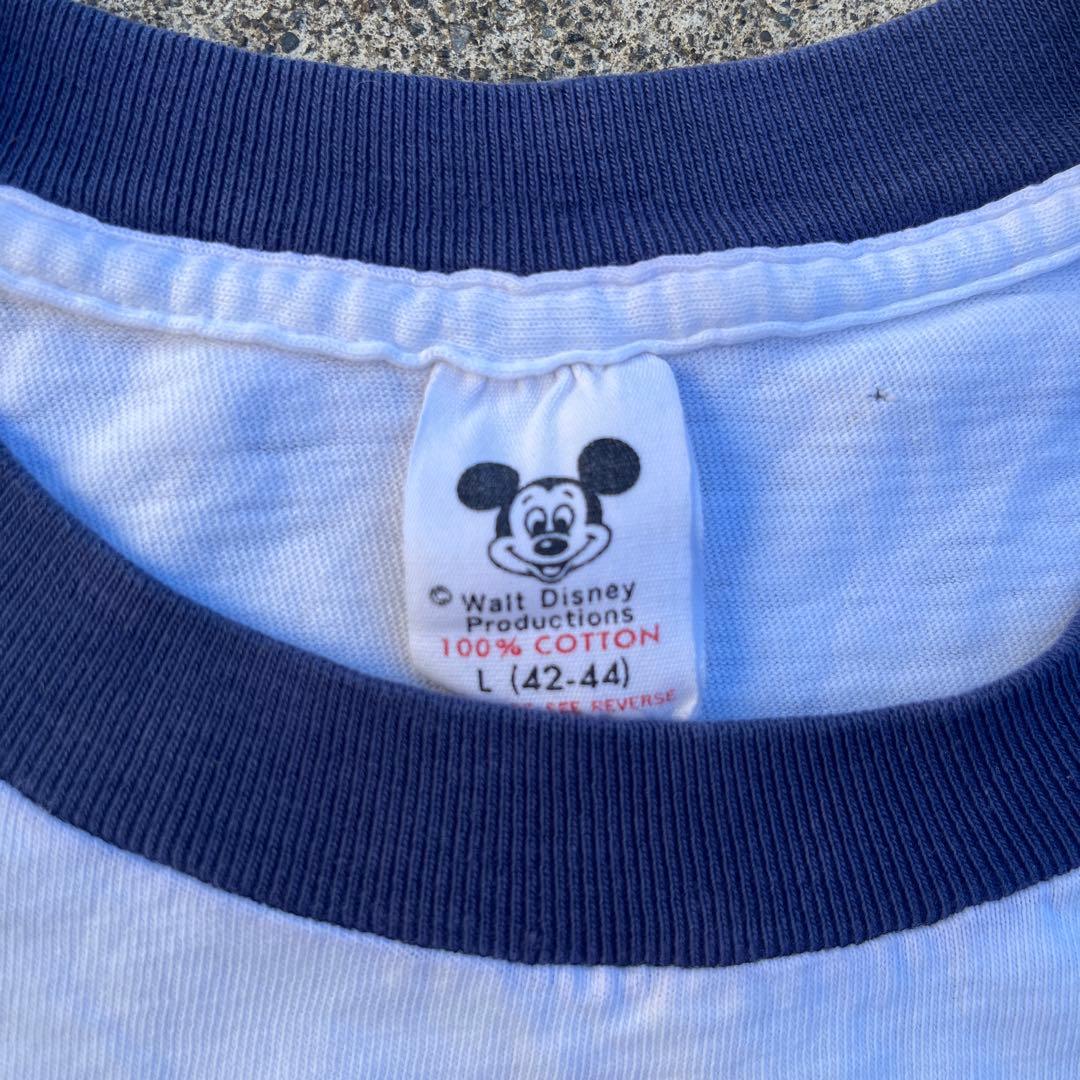 © Walt Disney
Productions
100% COTTON
L (42-44)
SEE REVERSE